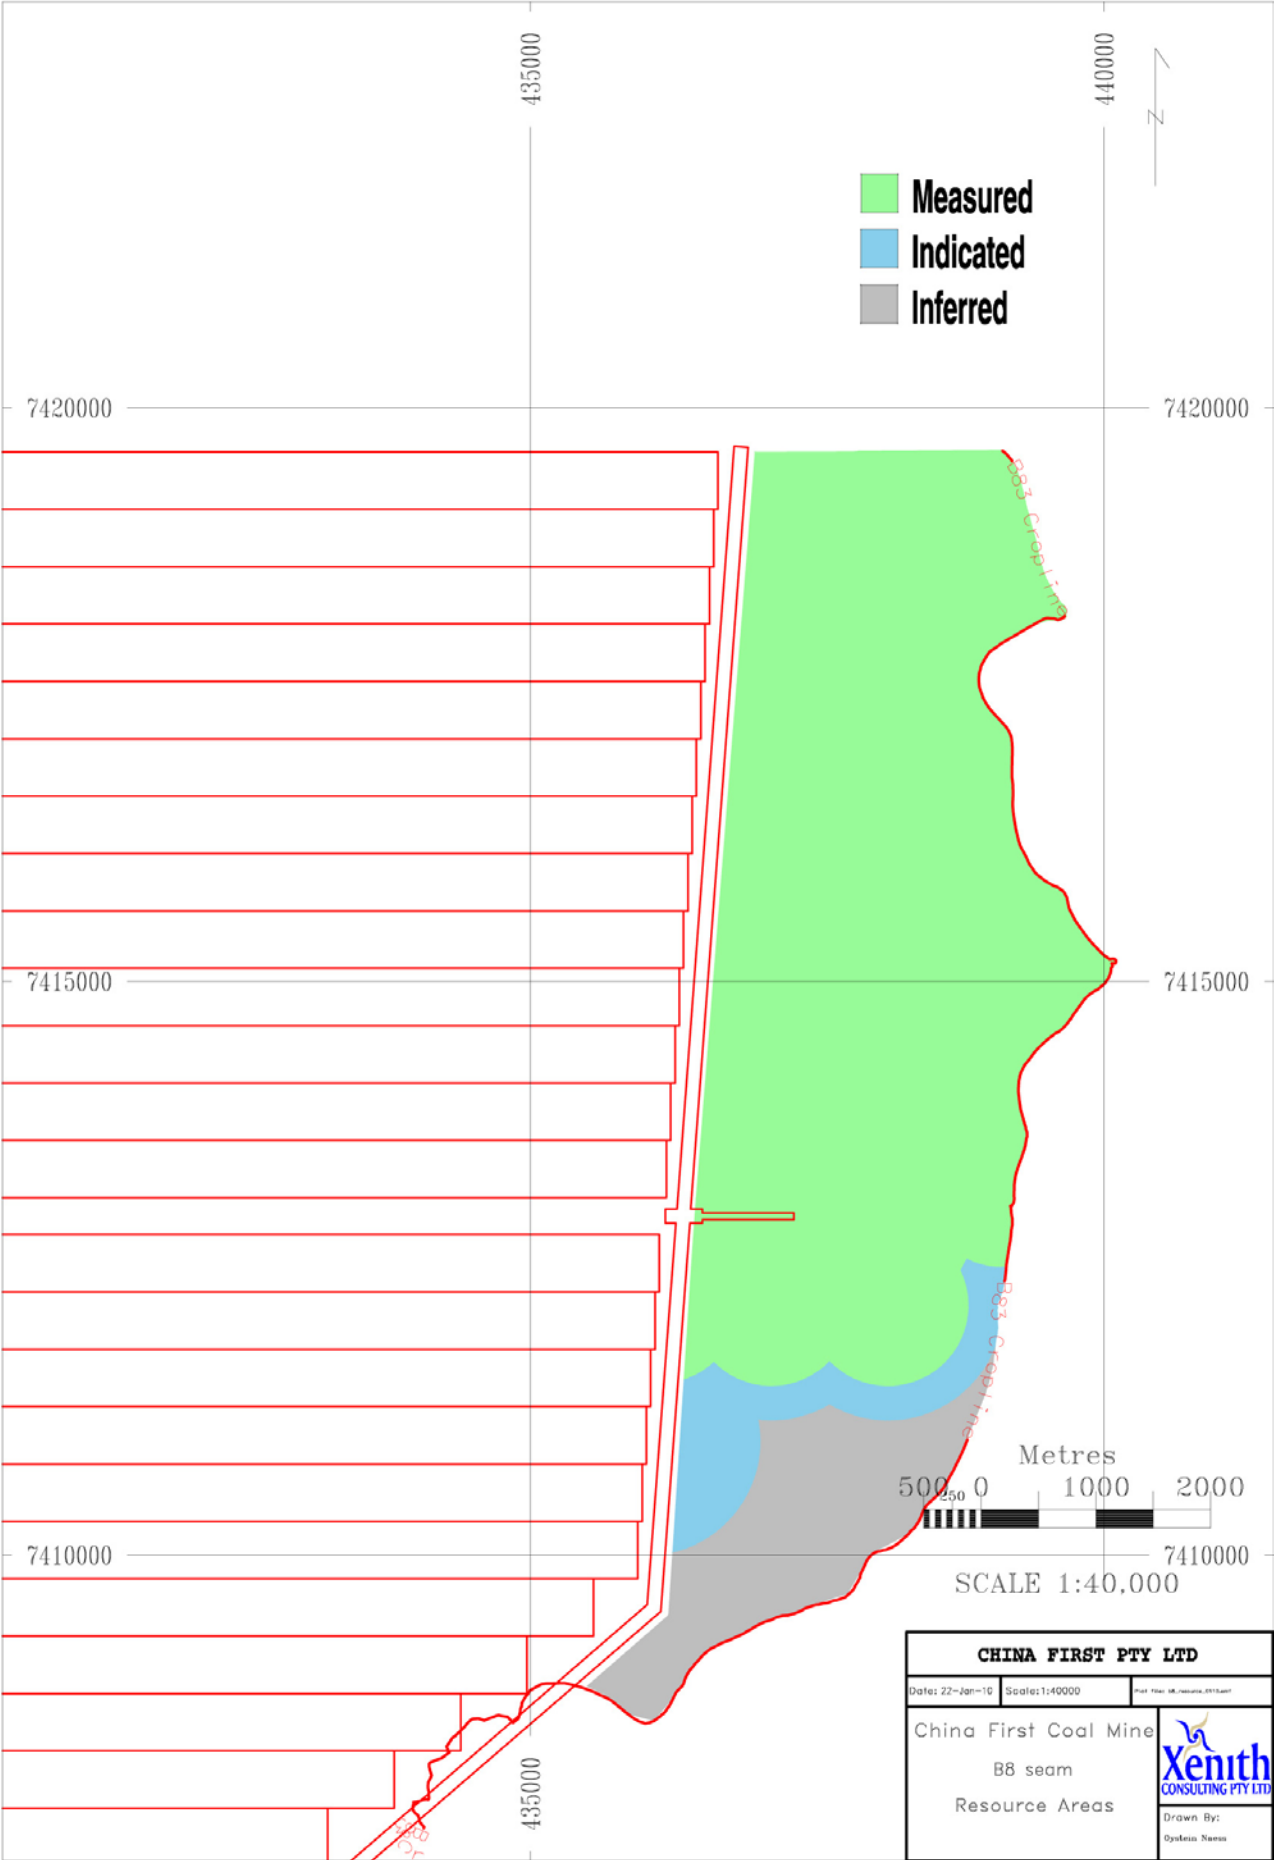 435000
440000
N
Measured
Indicated
Inferred
7420000
7420000
B83 Cropline
7415000
7415000
B83 Cropline
Metres
500 250 0 1000 2000
7410000
7410000
SCALE 1:40,000
435000
CHINA FIRST PTY LTD
Date: 22-Jan-10 Scale:1:40000
China First Coal Mine
B8 seam
Resource Areas
Xenith
CONSULTING PTY LTD
Drawn By:
Oystein Naess